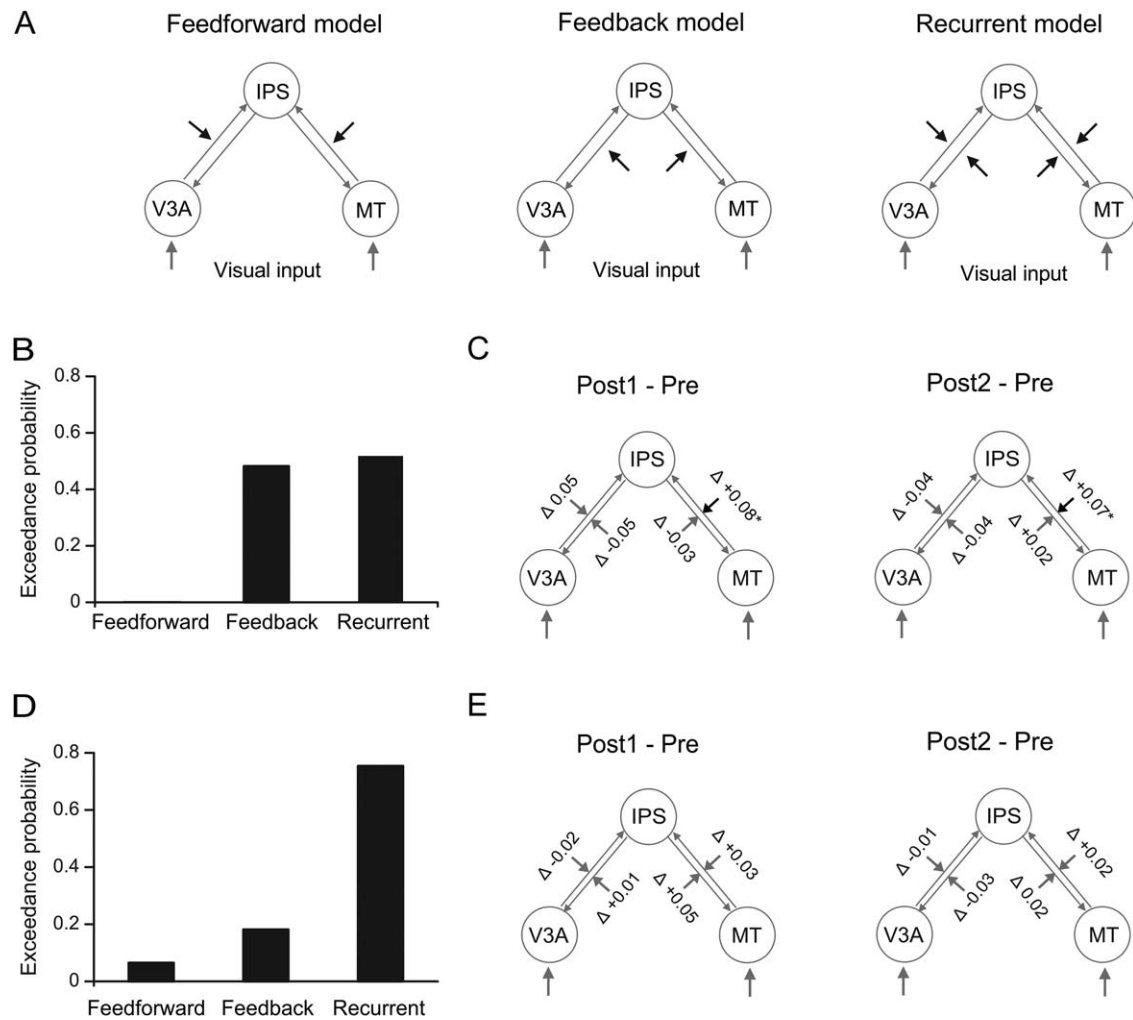 A
Feedforward model
Feedback model
Recurrent model
IPS
IPS
IPS
V3A
MT
V3A
MT
V3A
MT
Visual input
Visual input
Visual input
B
Exceedance probability
0.8
0.6
0.4
0.2
0
Feedforward
Feedback
Recurrent
C
Post1 - Pre
Post2 - Pre
IPS
IPS
Δ 0.05
Δ -0.05
Δ -0.03
Δ +0.08*
Δ -0.04
Δ -0.04
Δ +0.02
Δ +0.07*
V3A
MT
V3A
MT
D
Exceedance probability
0.8
0.6
0.4
0.2
0
Feedforward
Feedback
Recurrent
E
Post1 - Pre
Post2 - Pre
IPS
IPS
Δ -0.02
Δ +0.01
Δ +0.05
Δ +0.03
Δ -0.01
Δ -0.03
Δ 0.02
Δ +0.02
V3A
MT
V3A
MT